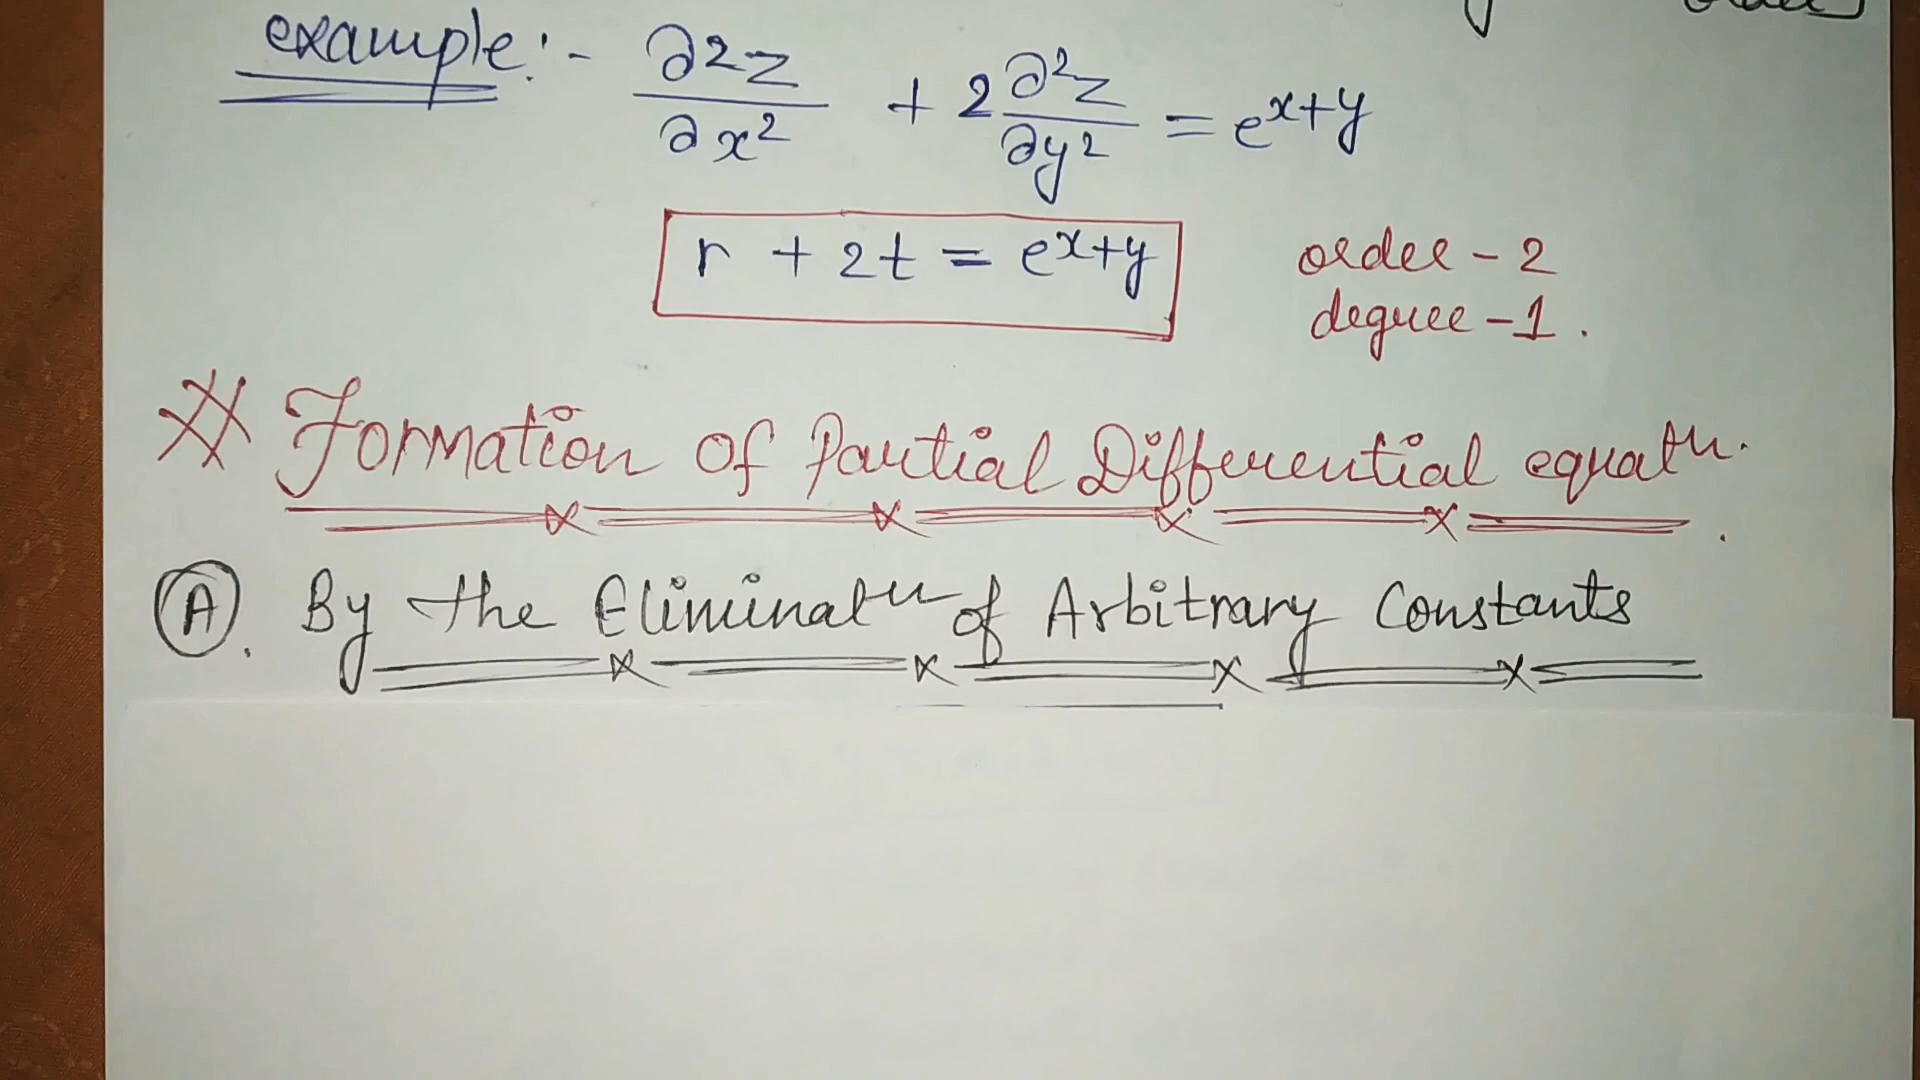 example:- ∂2z/∂x² + 2∂²z/∂y² = e^x+y
r + 2t = e^x+y
order - 2
degree - 1.
Formation of Partial Differential equatn.
(A). By the Eliminatn of Arbitrary Constants